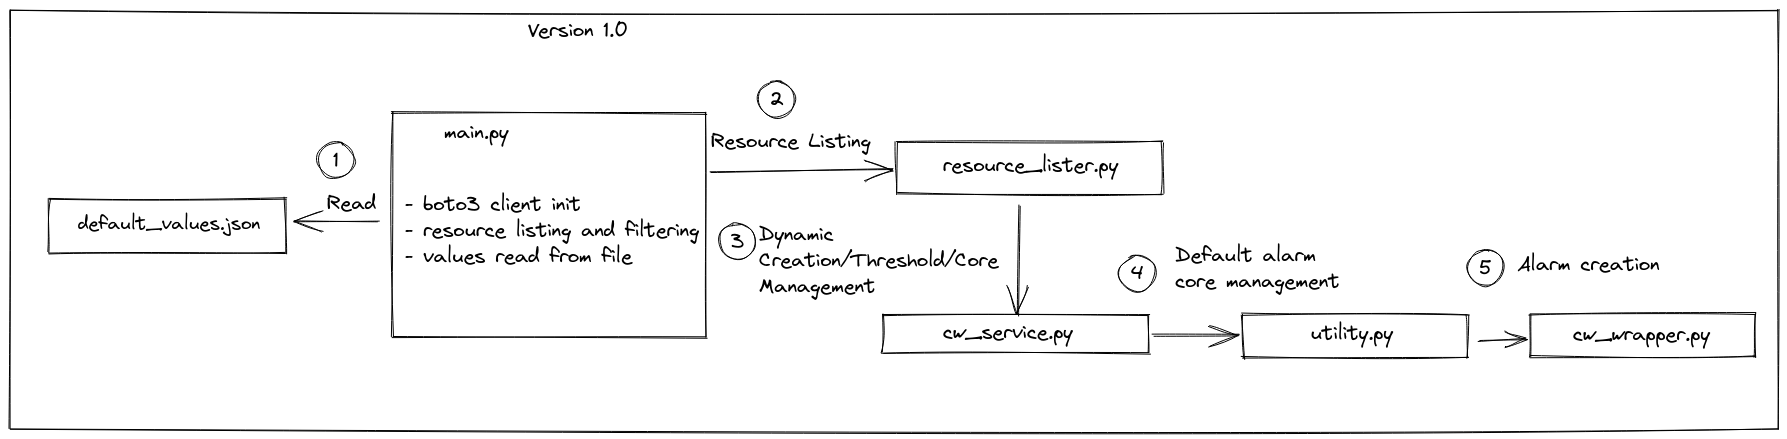 Version 1.0
2
main.py
Resource Listing
1
resource_lister.py
Read
- boto3 client init
default_values.json
- resource listing and filtering
- values read from file
3
Dynamic
Creation/Threshold/Core
Management
4
Default alarm
core management
5
Alarm creation
cw_service.py
utility.py
cw_wrapper.py